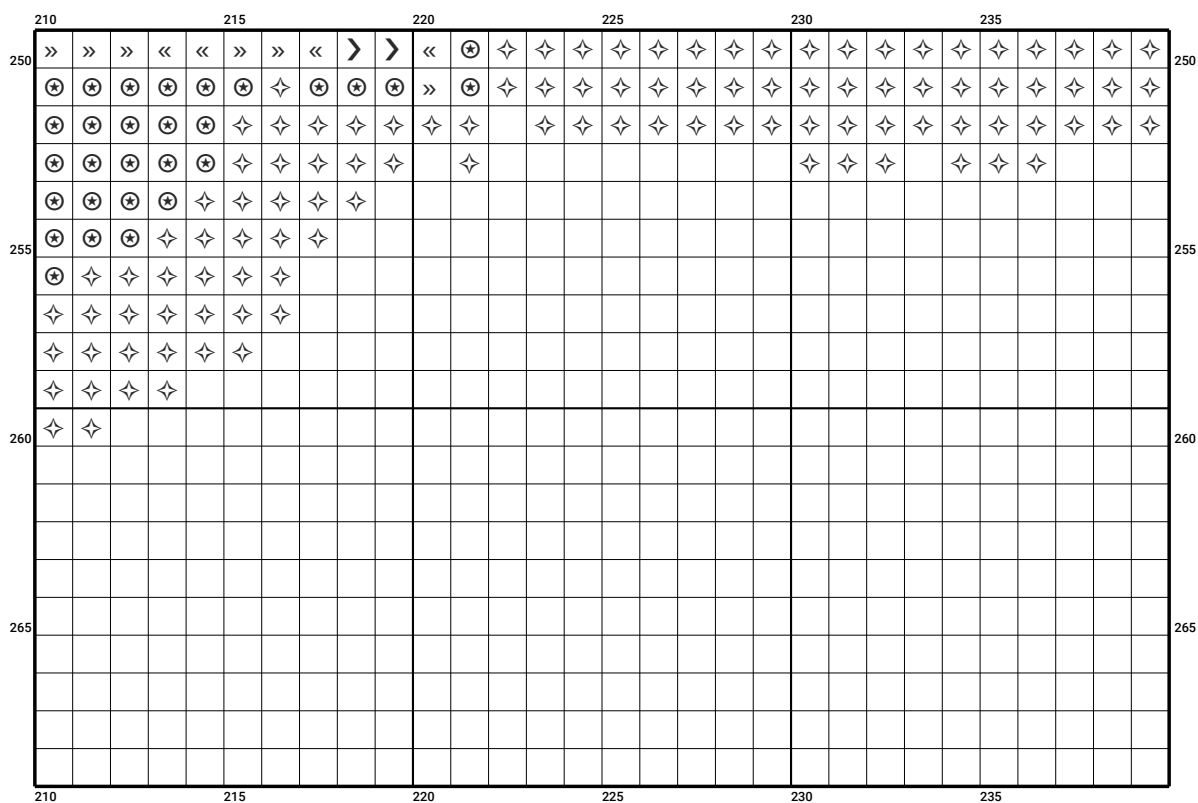 210 215 220 225 230 235
250 » » » « « » » « ❯ ❯ « ⍟ ✧ ✧ ✧ ✧ ✧ ✧ ✧ ✧ ✧ ✧ ✧ ✧ ✧ ✧ ✧ ✧ ✧ ✧ 250
⍟ ⍟ ⍟ ⍟ ⍟ ⍟ ✧ ⍟ ⍟ ⍟ » ⍟ ✧ ✧ ✧ ✧ ✧ ✧ ✧ ✧ ✧ ✧ ✧ ✧ ✧ ✧ ✧ ✧ ✧ ✧
⍟ ⍟ ⍟ ⍟ ⍟ ✧ ✧ ✧ ✧ ✧ ✧ ✧ ✧ ✧ ✧ ✧ ✧ ✧ ✧ ✧ ✧ ✧ ✧ ✧ ✧ ✧ ✧ ✧ ✧
⍟ ⍟ ⍟ ⍟ ⍟ ✧ ✧ ✧ ✧ ✧ ✧ ✧ ✧ ✧ ✧ ✧ ✧
⍟ ⍟ ⍟ ⍟ ✧ ✧ ✧ ✧ ✧
255 ⍟ ⍟ ⍟ ✧ ✧ ✧ ✧ ✧ 255
⍟ ✧ ✧ ✧ ✧ ✧ ✧
✧ ✧ ✧ ✧ ✧ ✧ ✧
✧ ✧ ✧ ✧ ✧ ✧
✧ ✧ ✧ ✧
260 ✧ ✧ 260
265 265
210 215 220 225 230 235